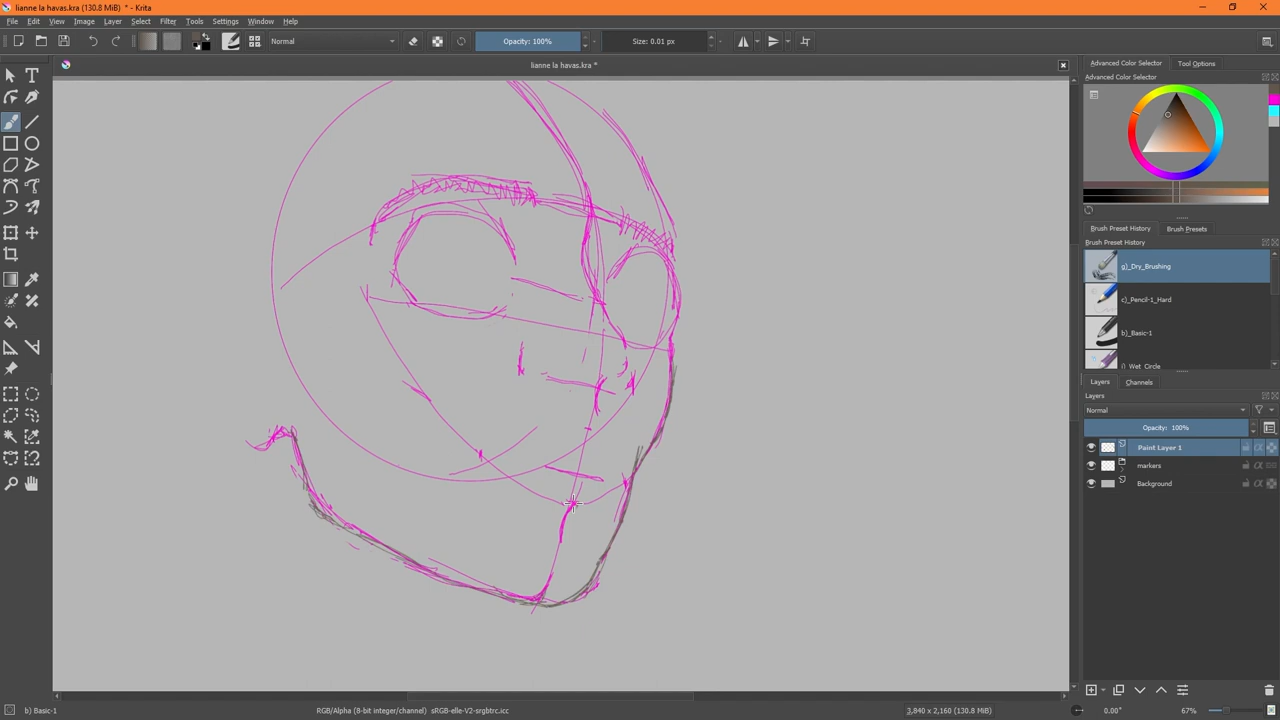 lianne la havas.kra (130.8 MiB) * - Krita
File Edit View Image Layer Select Filter Tools Settings Window Help
Normal
Opacity: 100%
Size: 0.01 px
lianne la havas.kra *
Advanced Color Selector
Tool Options
Advanced Color Selector
Brush Preset History
Brush Presets
Brush Preset History
g)_Dry_Brushing
c)_Pencil-1_Hard
b)_Basic-1
i)_Wet_Circle
Layers
Channels
Layers
Normal
Opacity: 100%
Paint Layer 1
markers
Background
b) Basic-1
RGB/Alpha (8-bit integer/channel) sRGB-elle-V2-srgbtrc.icc
3,840 x 2,160 (130.8 MiB)
0.00°
67%